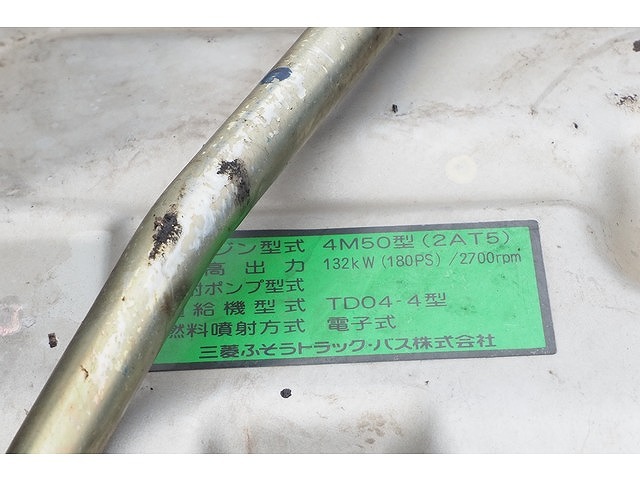 ジン型式 4M50型(2AT5)
高出力 132kW(180PS)/2700rpm
射ポンプ型式
給機型式 TD04-4型
燃料噴射方式 電子式
三菱ふそうトラック・バス株式会社